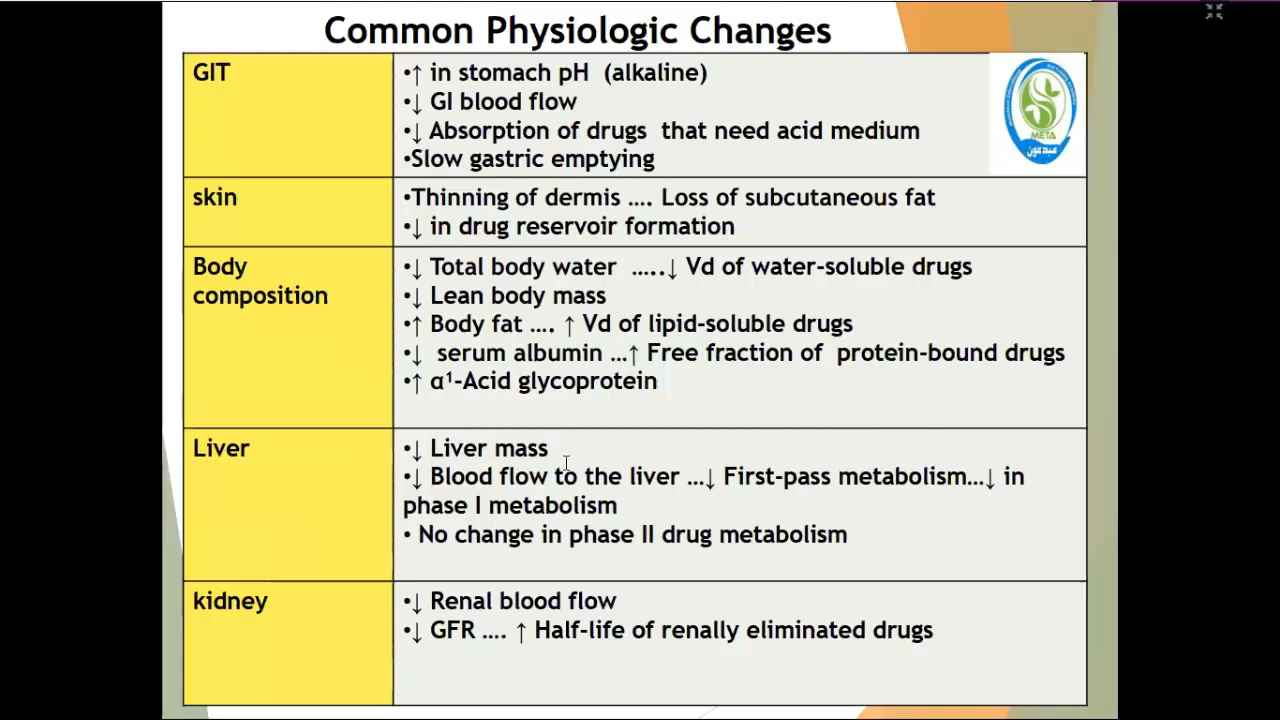 Common Physiologic Changes
GIT
•↑ in stomach pH (alkaline)
•↓ GI blood flow
•↓ Absorption of drugs that need acid medium
•Slow gastric emptying
META
ميدعون
skin
•Thinning of dermis .... Loss of subcutaneous fat
•↓ in drug reservoir formation
Body
composition
•↓ Total body water .....↓ Vd of water-soluble drugs
•↓ Lean body mass
•↑ Body fat .... ↑ Vd of lipid-soluble drugs
•↓ serum albumin ...↑ Free fraction of protein-bound drugs
•↑ α¹-Acid glycoprotein
Liver
•↓ Liver mass
•↓ Blood flow to the liver ...↓ First-pass metabolism...↓ in
phase I metabolism
• No change in phase II drug metabolism
kidney
•↓ Renal blood flow
•↓ GFR .... ↑ Half-life of renally eliminated drugs